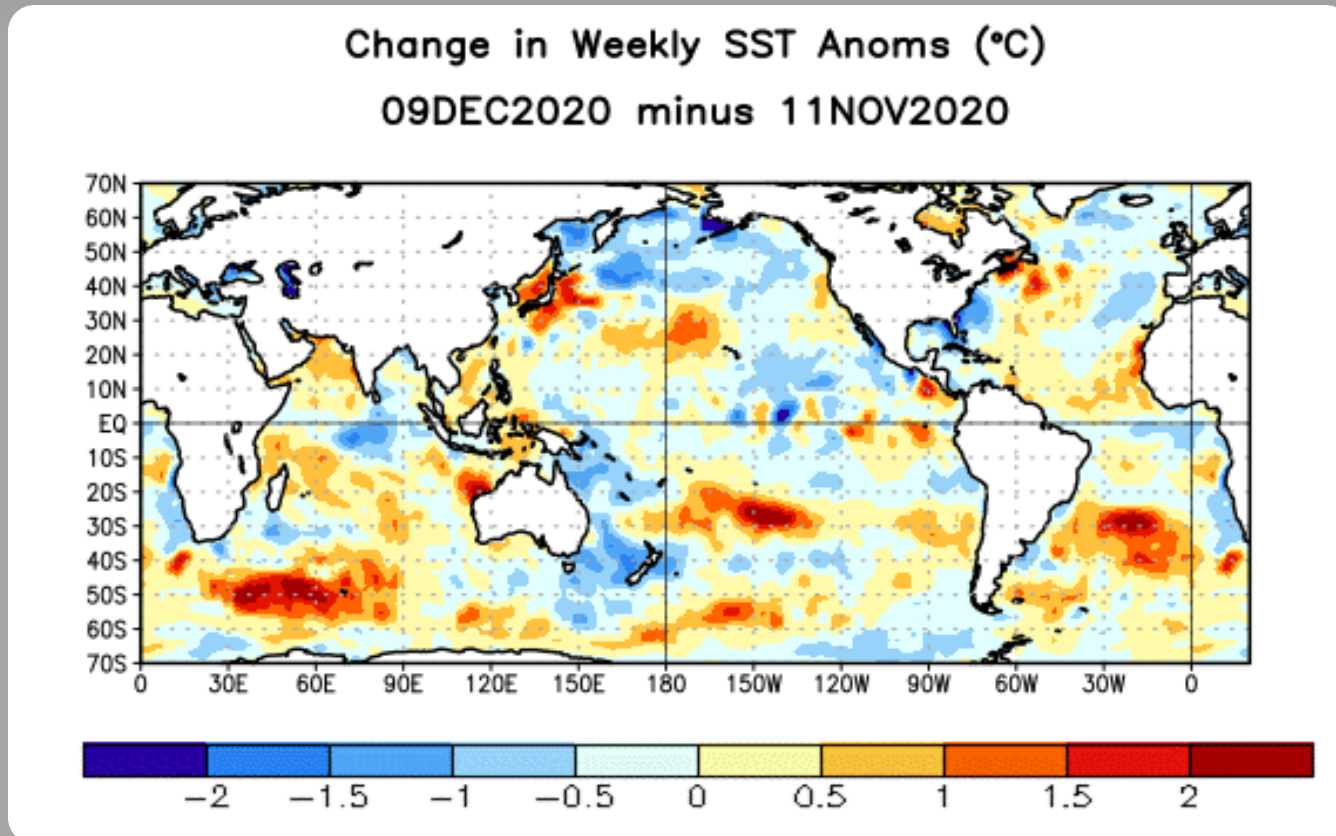 Change in Weekly SST Anoms (°C)
09DEC2020 minus 11NOV2020
70N
60N
50N
40N
30N
20N
10N
EQ
10S
20S
30S
40S
50S
60S
70S
0 30E 60E 90E 120E 150E 180 150W 120W 90W 60W 30W 0
−2 −1.5 −1 −0.5 0 0.5 1 1.5 2